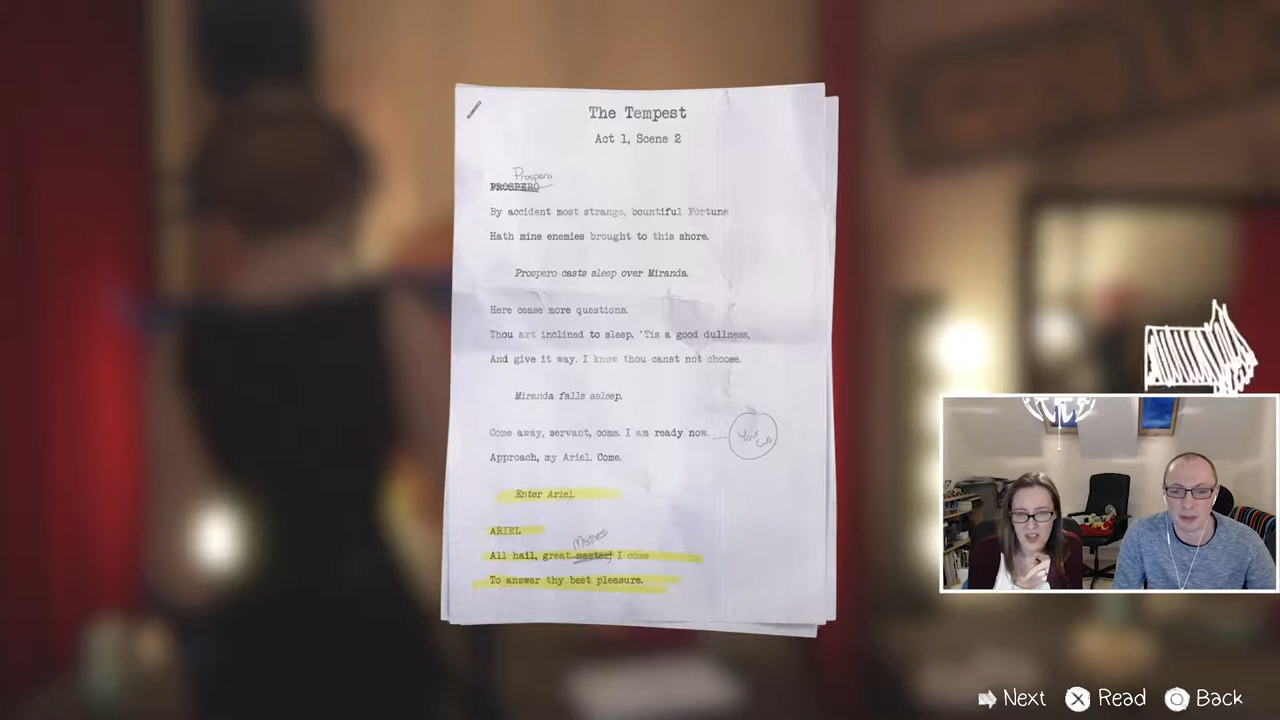 The Tempest
Act 1, Scene 2
Prospera
PROSPERO
By accident most strange, bountiful Fortune
Hath mine enemies brought to this shore.
Prospero casts sleep over Miranda.
Here cease more questions.
Thou art inclined to sleep. 'Tis a good dullness,
And give it way. I know thou canst not choose.
Miranda falls asleep.
Come away, servant, come. I am ready now.
Your cue
Approach, my Ariel. Come.
Enter Ariel.
ARIEL
Mistress
All hail, great master, I come
To answer thy best pleasure.
Next
Read
Back